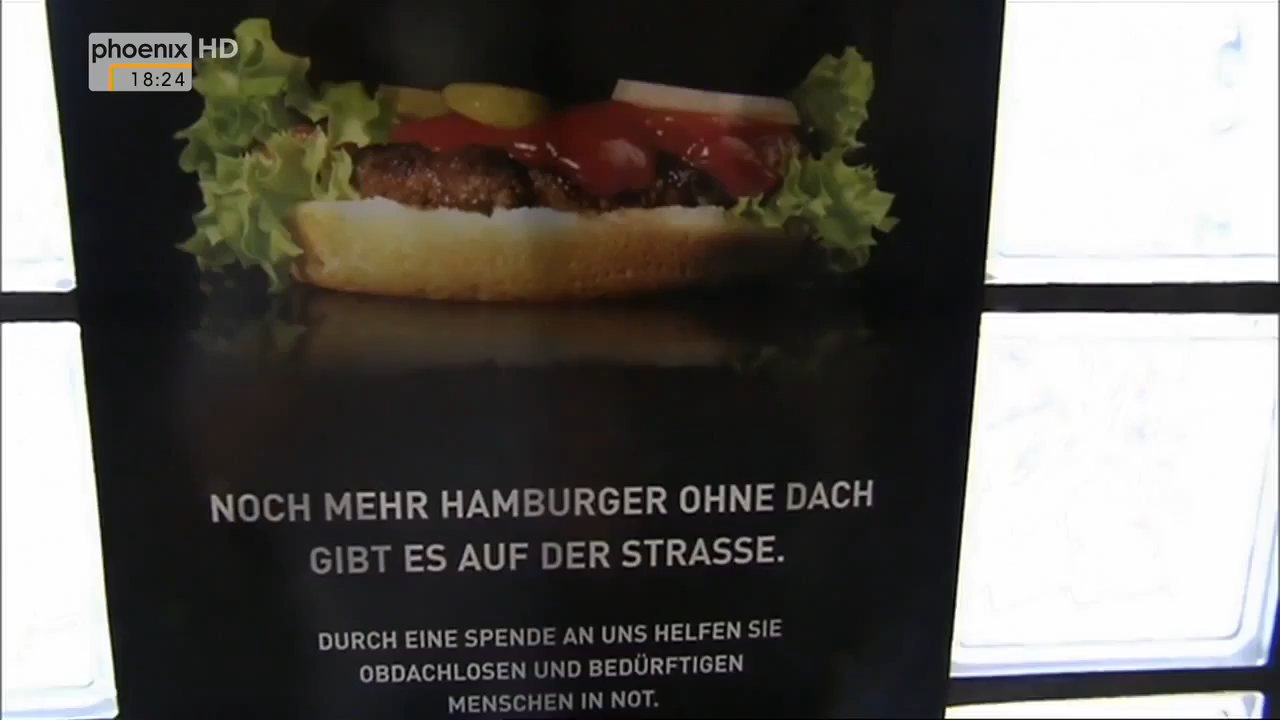 phoenix HD
18:24
NOCH MEHR HAMBURGER OHNE DACH
GIBT ES AUF DER STRASSE.
DURCH EINE SPENDE AN UNS HELFEN SIE
OBDACHLOSEN UND BEDÜRFTIGEN
MENSCHEN IN NOT.